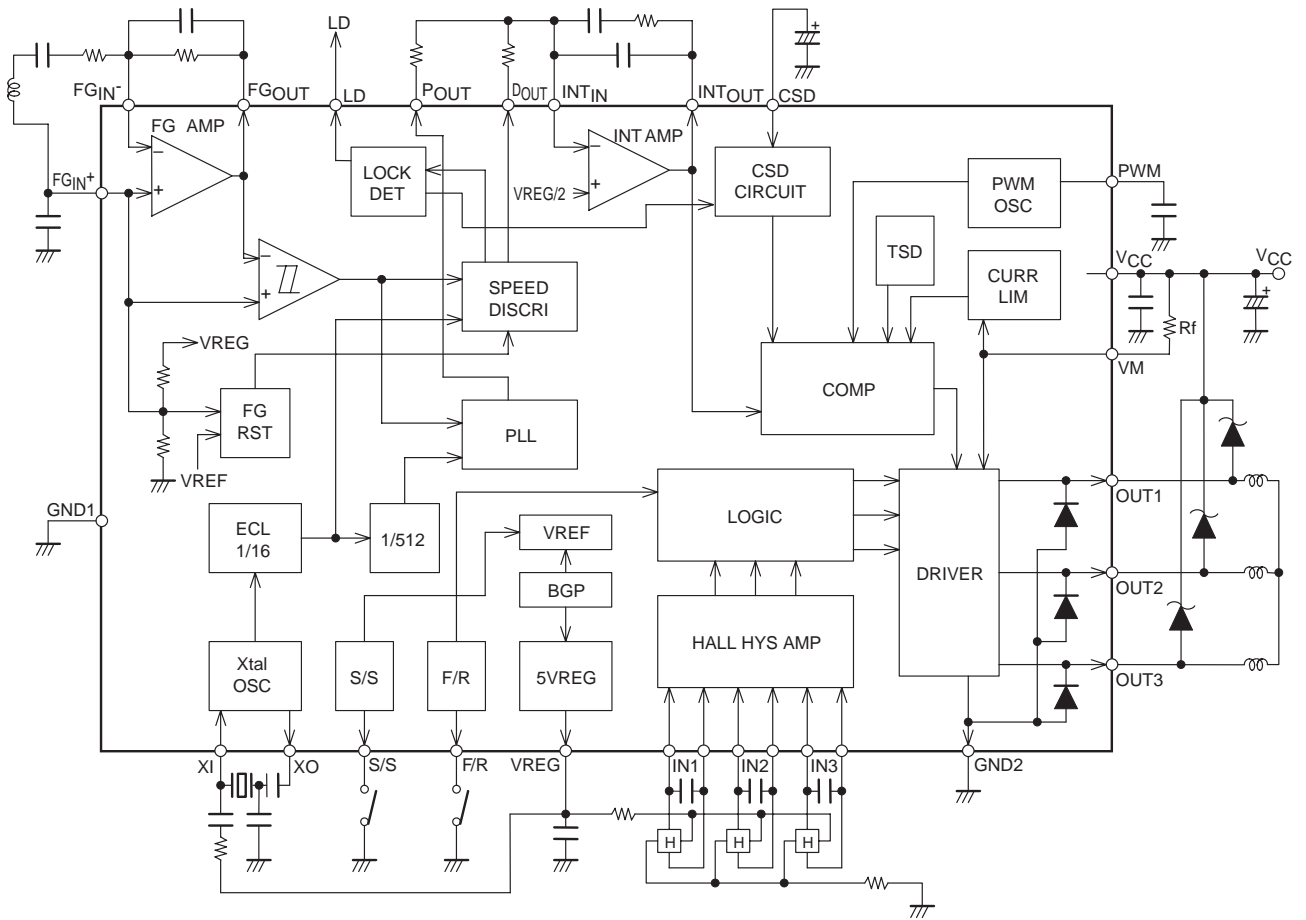 LD
FGIN-
FGOUT
LD
POUT
DOUT
INTIN
INTOUT
CSD
FG AMP
INT AMP
LOCK
DET
CSD
CIRCUIT
PWM
OSC
PWM
FGIN+
VREG/2
TSD
VCC
VCC
CURR
LIM
SPEED
DISCRI
Rf
VREG
VM
COMP
FG
RST
PLL
VREF
GND1
OUT1
ECL
1/16
1/512
VREF
LOGIC
DRIVER
BGP
OUT2
Xtal
OSC
S/S
F/R
5VREG
HALL HYS AMP
OUT3
XI
XO
S/S
F/R
VREG
IN1
IN2
IN3
GND2
H
H
H